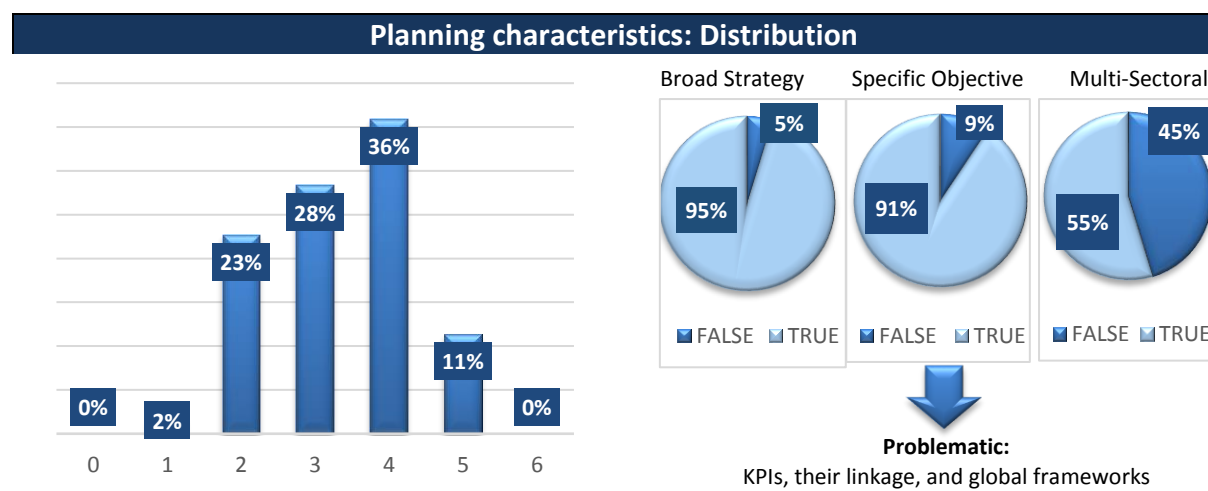 Planning characteristics: Distribution
36%
28%
23%
11%
0%
2%
0%
0 1 2 3 4 5 6
Broad Strategy Specific Objective Multi-Sectoral
5%
95%
FALSE TRUE
9%
91%
FALSE TRUE
45%
55%
FALSE TRUE
Problematic:
KPIs, their linkage, and global frameworks